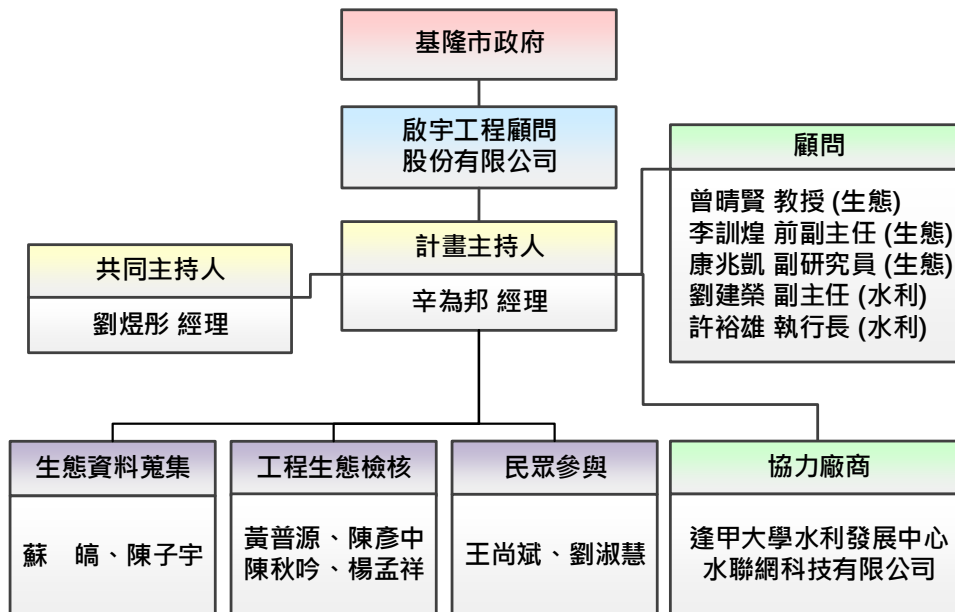 基隆市政府
啟宇工程顧問
股份有限公司
顧問
曾晴賢 教授 (生態)
李訓煌 前副主任 (生態)
康兆凱 副研究員 (生態)
劉建榮 副主任 (水利)
許裕雄 執行長 (水利)
計畫主持人
辛為邦 經理
共同主持人
劉煜彤 經理
生態資料蒐集
蘇　皜、陳子宇
工程生態檢核
黃普源、陳彥中
陳秋吟、楊孟祥
民眾參與
王尚斌、劉淑慧
協力廠商
逢甲大學水利發展中心
水聯網科技有限公司